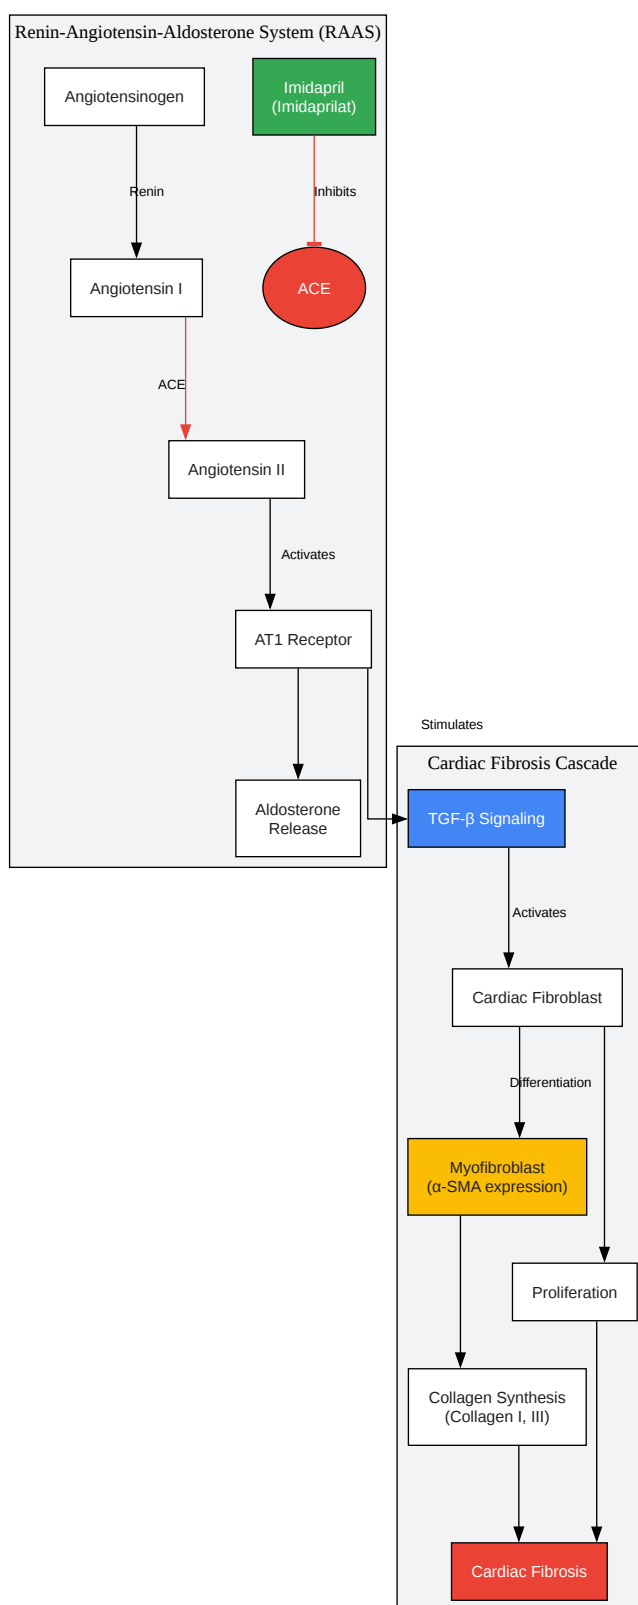 Renin-Angiotensin-Aldosterone System (RAAS)
Angiotensinogen
Imidapril
(Imidaprilat)
Renin
Inhibits
Angiotensin I
ACE
ACE
Angiotensin II
Activates
AT1 Receptor
Stimulates
Aldosterone
Release
Cardiac Fibrosis Cascade
TGF-β Signaling
Activates
Cardiac Fibroblast
Differentiation
Myofibroblast
(α-SMA expression)
Proliferation
Collagen Synthesis
(Collagen I, III)
Cardiac Fibrosis